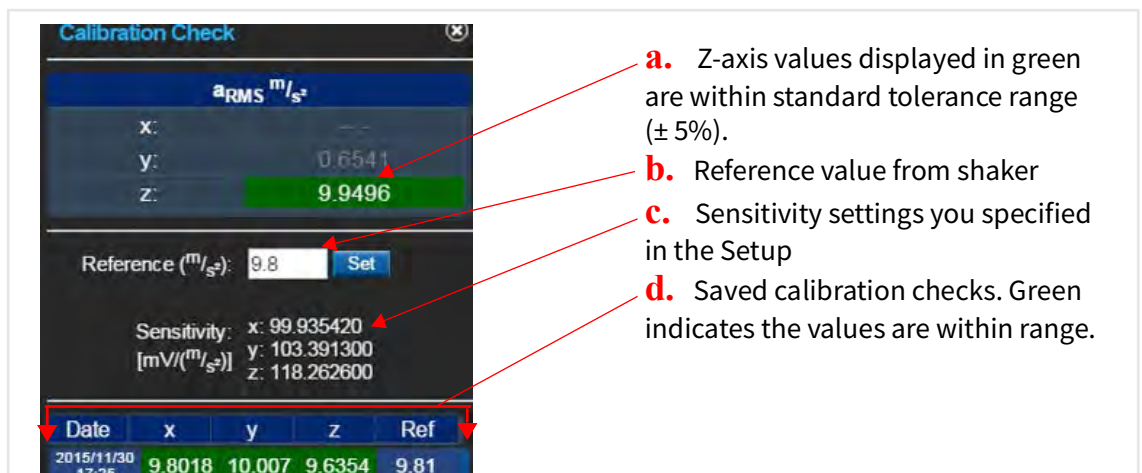 Calibration Check
aRMS m/s²
x: --
y: 0.6541
z: 9.9496
Reference (m/s²): 9.8 Set
Sensitivity: x: 99.935420
[mV/(m/s²)] y: 103.391300
z: 118.262600
Date x y z Ref
2015/11/30 9.8018 10.007 9.6354 9.81
a. Z-axis values displayed in green
are within standard tolerance range
(± 5%).
b. Reference value from shaker
c. Sensitivity settings you specified
in the Setup
d. Saved calibration checks. Green
indicates the values are within range.